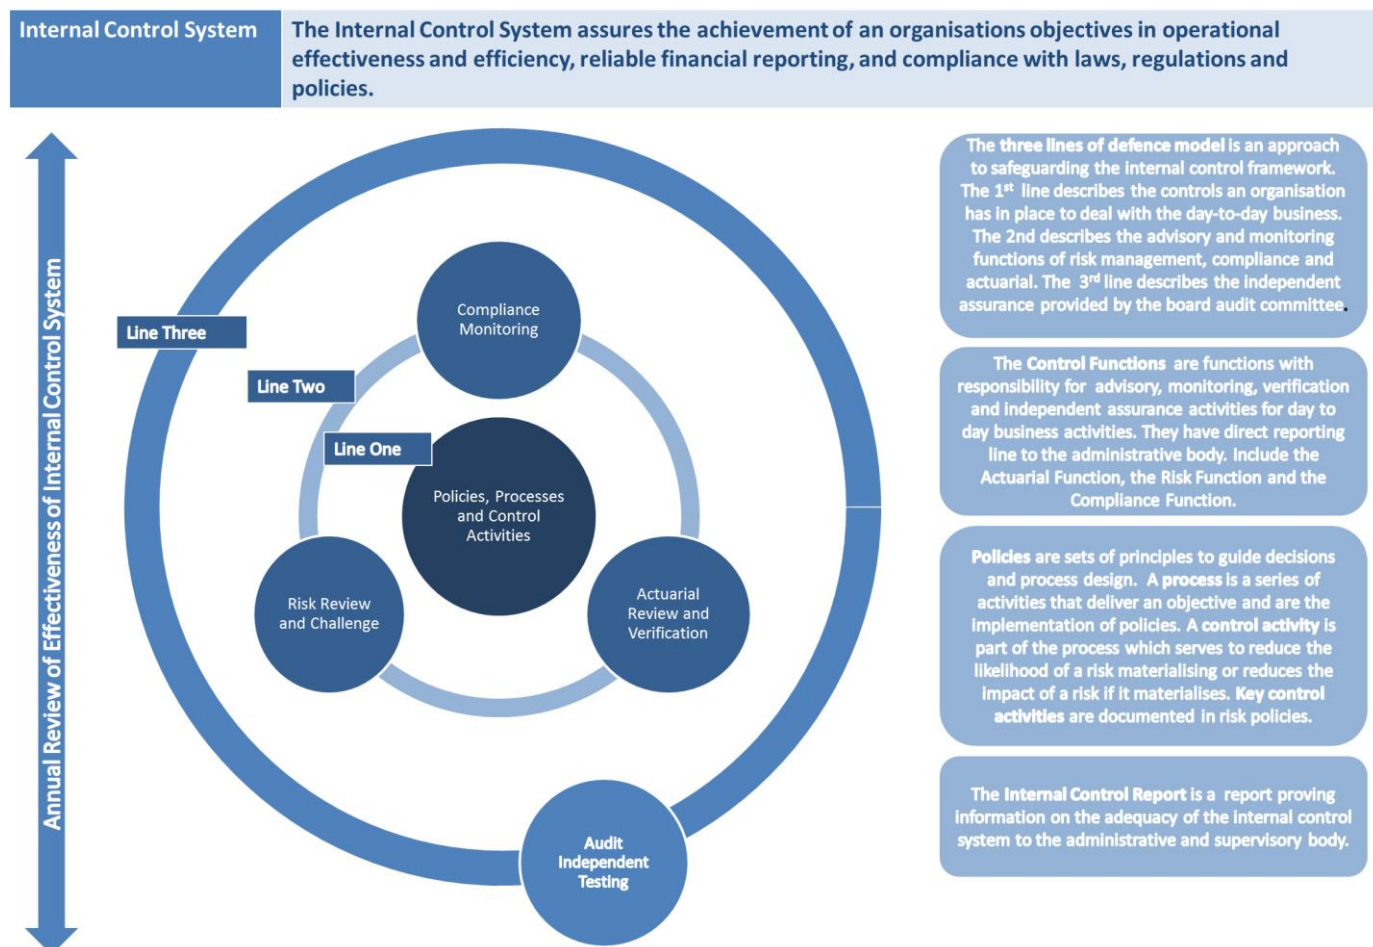 Internal Control System
The Internal Control System assures the achievement of an organisations objectives in operational
effectiveness and efficiency, reliable financial reporting, and compliance with laws, regulations and
policies.
Annual Review of Effectiveness of Internal Control System
Line Three
Line Two
Line One
Compliance
Monitoring
Policies, Processes
and Control
Activities
Risk Review
and Challenge
Actuarial
Review and
Verification
Audit
Independent
Testing
The three lines of defence model is an approach
to safeguarding the internal control framework.
The 1st line describes the controls an organisation
has in place to deal with the day-to-day business.
The 2nd describes the advisory and monitoring
functions of risk management, compliance and
actuarial. The 3rd line describes the independent
assurance provided by the board audit committee.
The Control Functions are functions with
responsibility for advisory, monitoring, verification
and independent assurance activities for day to
day business activities. They have direct reporting
line to the administrative body. Include the
Actuarial Function, the Risk Function and the
Compliance Function.
Policies are sets of principles to guide decisions
and process design. A process is a series of
activities that deliver an objective and are the
implementation of policies. A control activity is
part of the process which serves to reduce the
likelihood of a risk materialising or reduces the
impact of a risk if it materialises. Key control
activities are documented in risk policies.
The Internal Control Report is a report proving
information on the adequacy of the internal control
system to the administrative and supervisory body.